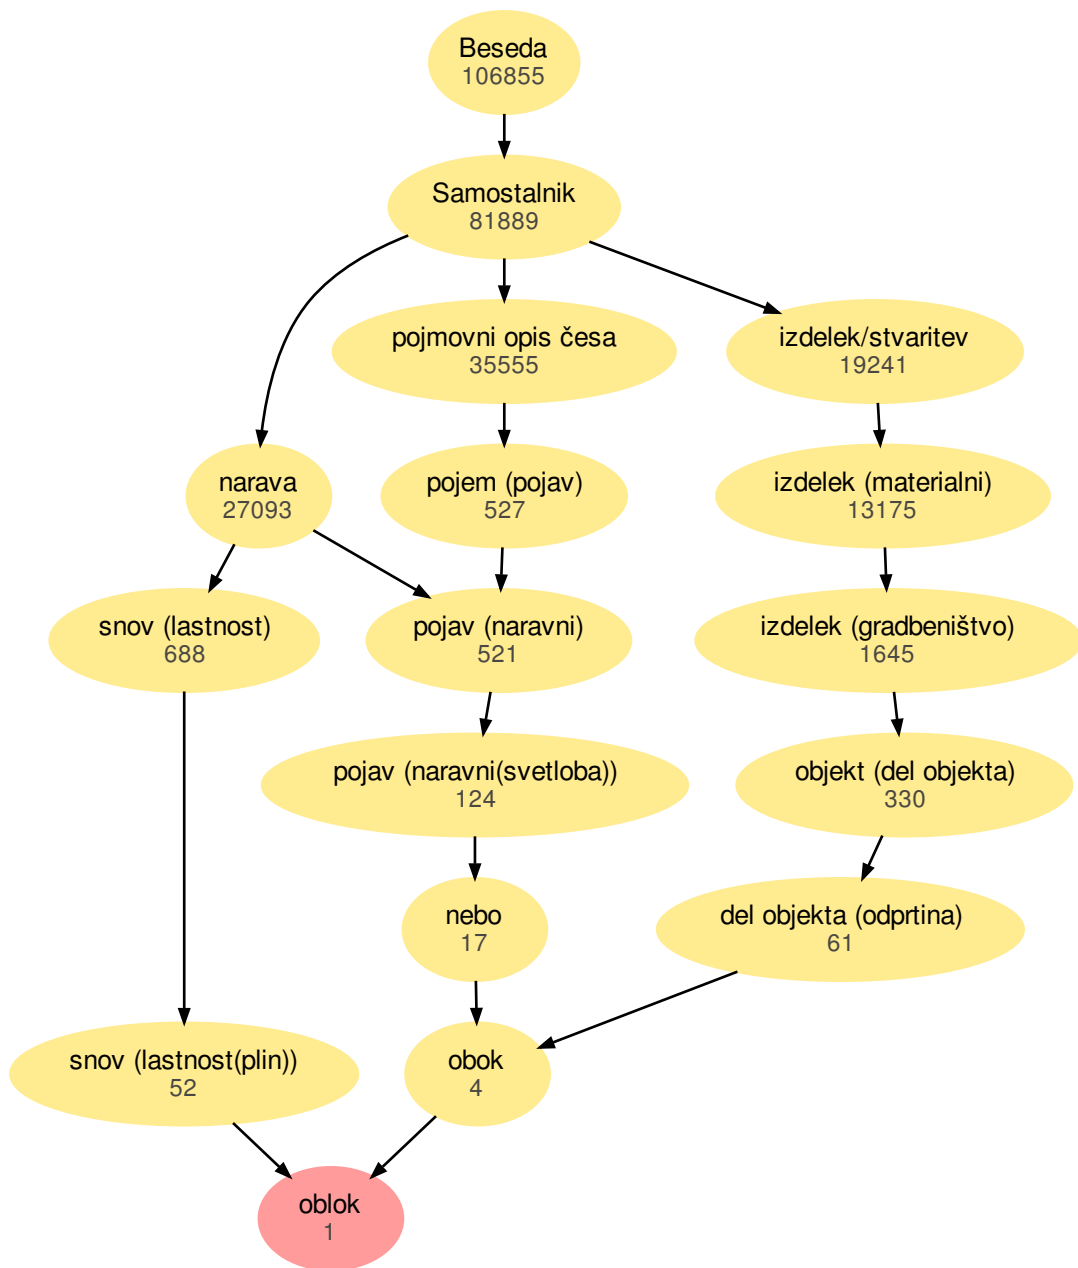 Beseda
106855
Samostalnik
81889
pojmovni opis česa
35555
izdelek/stvaritev
19241
narava
27093
pojem (pojav)
527
izdelek (materialni)
13175
snov (lastnost)
688
pojav (naravni)
521
izdelek (gradbeništvo)
1645
pojav (naravni(svetloba))
124
objekt (del objekta)
330
nebo
17
del objekta (odprtina)
61
snov (lastnost(plin))
52
obok
4
oblok
1